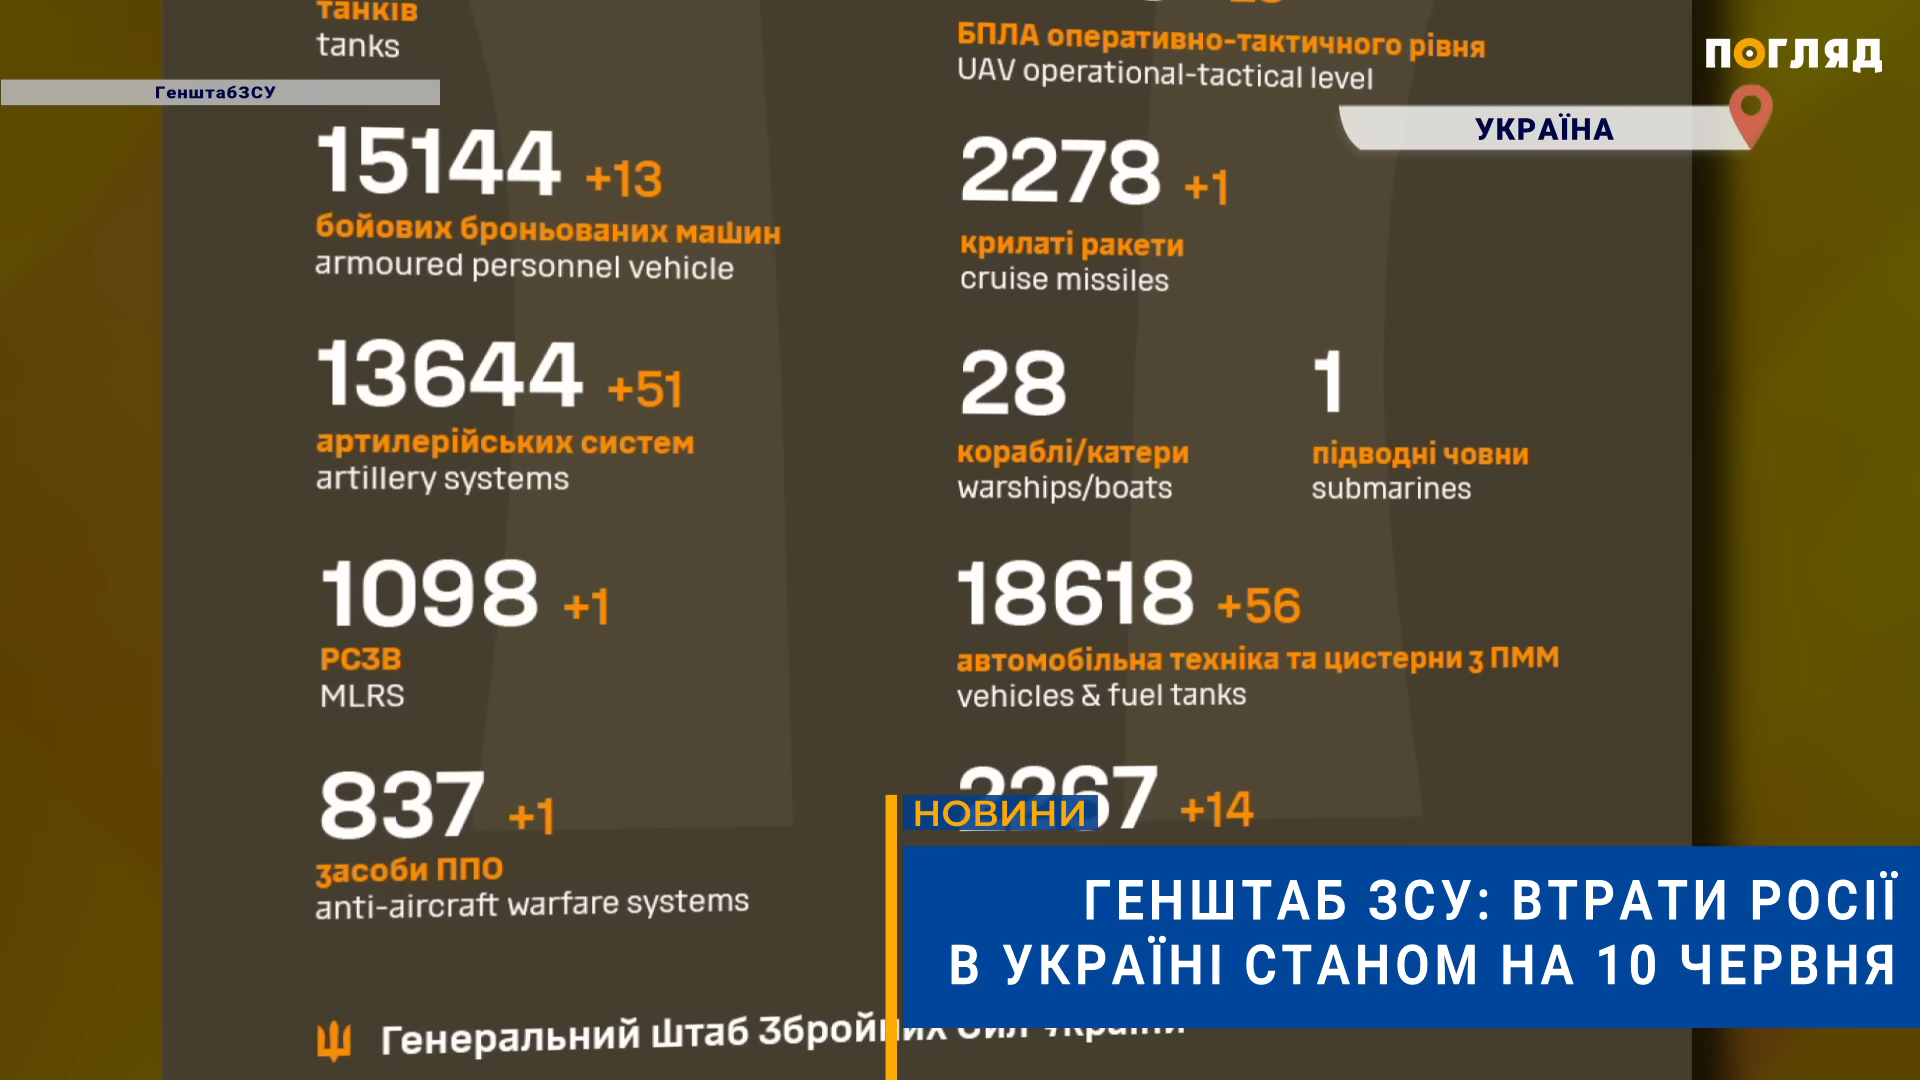 танків
tanks
БПЛА оперативно-тактичного рівня
UAV operational-tactical level
ПОГЛЯД
ГенштабЗСУ
УКРАЇНА
15144 +13
бойових броньованих машин
armoured personnel vehicle
2278 +1
крилаті ракети
cruise missiles
13644 +51
артилерійських систем
artillery systems
28
кораблі/катери
warships/boats
1
підводні човни
submarines
1098 +1
РСЗВ
MLRS
18618 +56
автомобільна техніка та цистерни з ПММ
vehicles & fuel tanks
837 +1
засоби ППО
anti-aircraft warfare systems
2267 +14
НОВИНИ
ГЕНШТАБ ЗСУ: ВТРАТИ РОСІЇ
В УКРАЇНІ СТАНОМ НА 10 ЧЕРВНЯ
Генеральний штаб Збройних Сил України